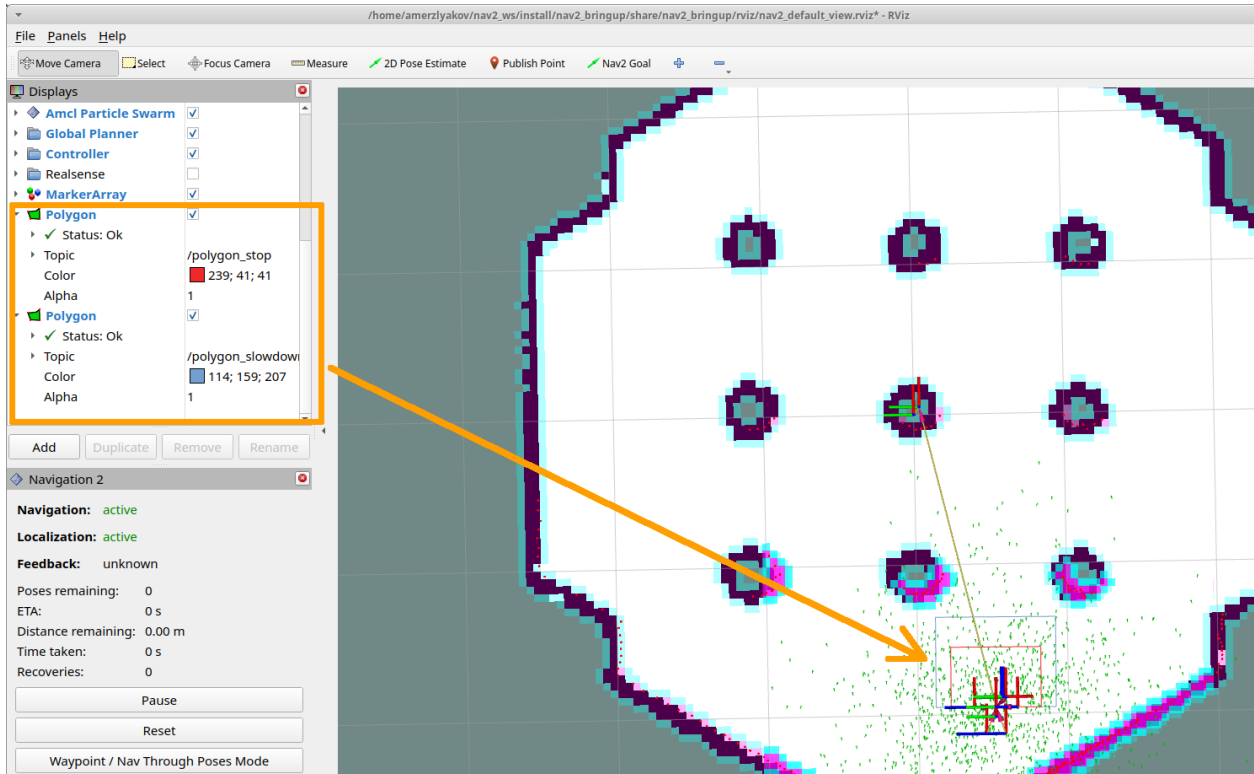 /home/amerzlyakov/nav2_ws/install/nav2_bringup/share/nav2_bringup/rviz/nav2_default_view.rviz* - RViz
File Panels Help
Move Camera Select Focus Camera Measure 2D Pose Estimate Publish Point Nav2 Goal
Displays
Amcl Particle Swarm
Global Planner
Controller
Realsense
MarkerArray
Polygon
Status: Ok
Topic /polygon_stop
Color 239; 41; 41
Alpha 1
Polygon
Status: Ok
Topic /polygon_slowdown
Color 114; 159; 207
Alpha 1
Add Duplicate Remove Rename
Navigation 2
Navigation: active
Localization: active
Feedback: unknown
Poses remaining: 0
ETA: 0 s
Distance remaining: 0.00 m
Time taken: 0 s
Recoveries: 0
Pause
Reset
Waypoint / Nav Through Poses Mode